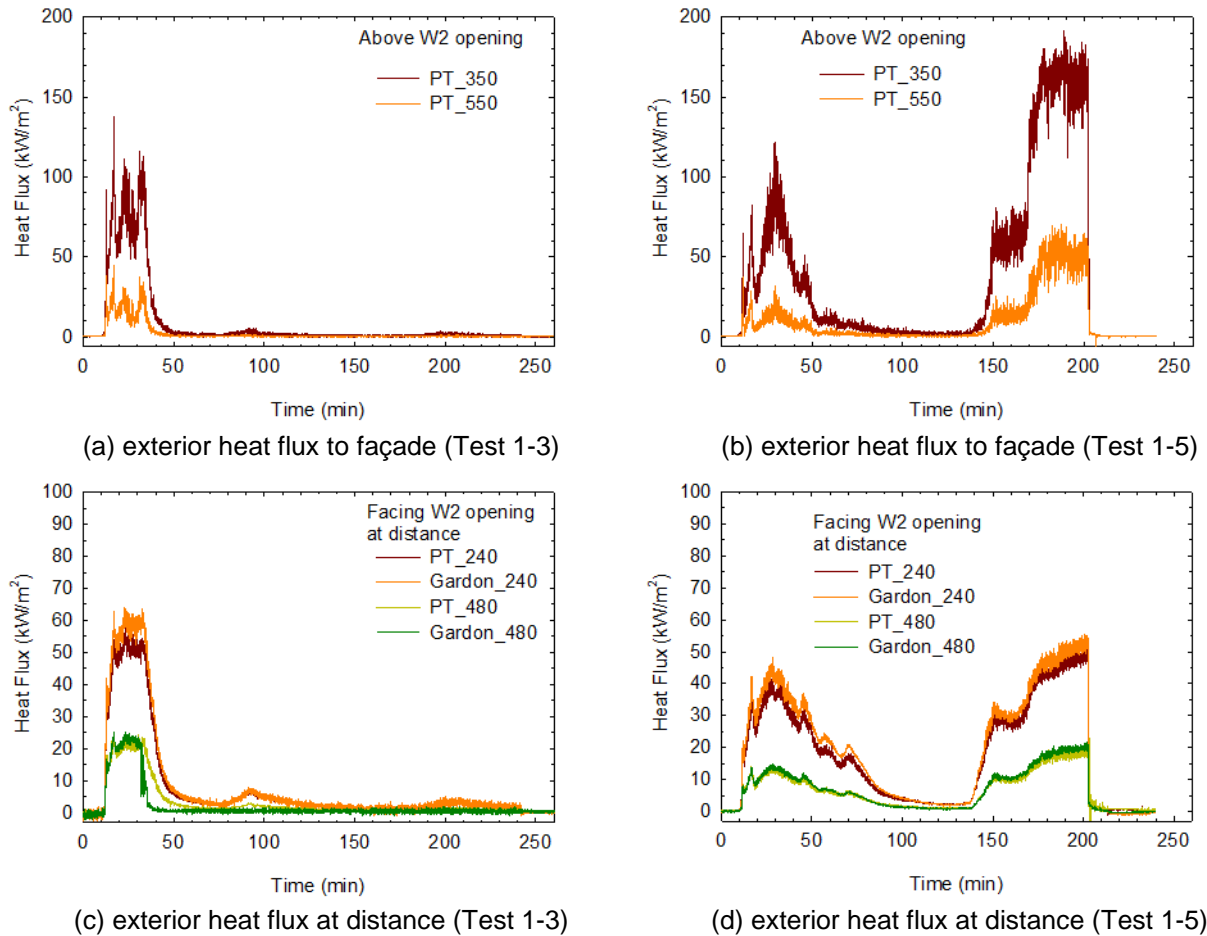 200
150
100
50
0
Heat Flux (kW/m²)
Above W2 opening
PT_350
PT_550
0 50 100 150 200 250
Time (min)
(a) exterior heat flux to façade (Test 1-3)
200
150
100
50
0
Heat Flux (kW/m²)
Above W2 opening
PT_350
PT_550
0 50 100 150 200 250
Time (min)
(b) exterior heat flux to façade (Test 1-5)
100
90
80
70
60
50
40
30
20
10
0
Heat Flux (kW/m²)
Facing W2 opening
at distance
PT_240
Gardon_240
PT_480
Gardon_480
0 50 100 150 200 250
Time (min)
(c) exterior heat flux at distance (Test 1-3)
100
90
80
70
60
50
40
30
20
10
0
Heat Flux (kW/m²)
Facing W2 opening
at distance
PT_240
Gardon_240
PT_480
Gardon_480
0 50 100 150 200 250
Time (min)
(d) exterior heat flux at distance (Test 1-5)